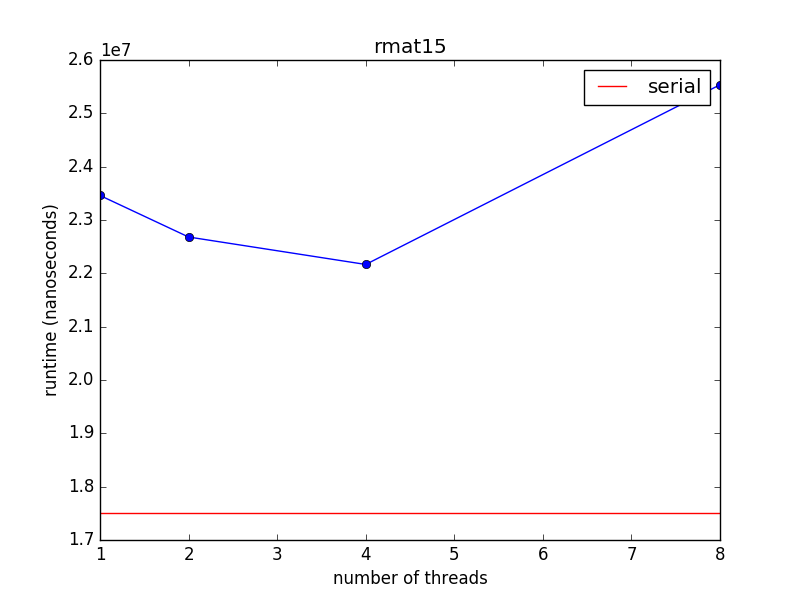 rmat15
1e7
2.6
2.5
2.4
2.3
2.2
2.1
2.0
1.9
1.8
1.7
runtime (nanoseconds)
serial
1 2 3 4 5 6 7 8
number of threads